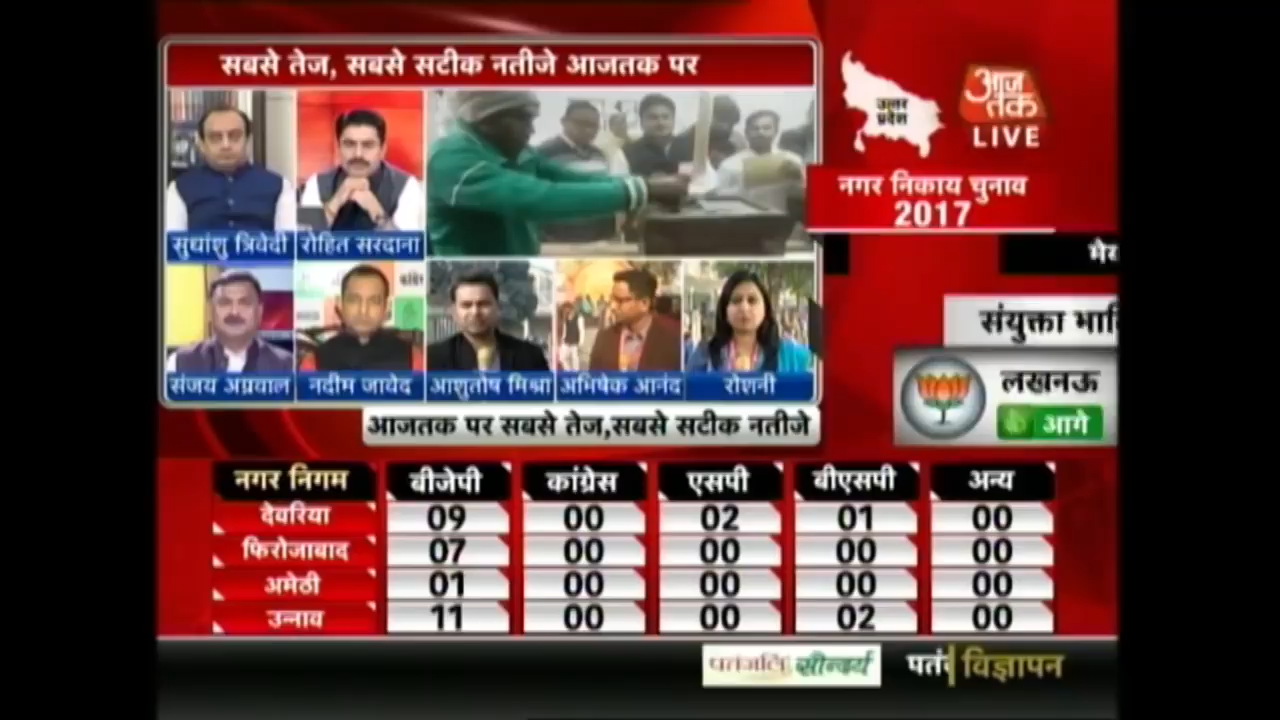 सबसे तेज, सबसे सटीक नतीजे आजतक पर
उत्तर
प्रदेश
आज
तक
LIVE
नगर निकाय चुनाव
2017
सुधांशु त्रिवेदी
रोहित सरदाना
संजय अग्रवाल
नदीम जावेद
आशुतोष मिश्रा
अभिषेक आनंद
रोशनी
आजतक पर सबसे तेज,सबसे सटीक नतीजे
संयुक्ता
लखनऊ
आगे
नगर निगम बीजेपी कांग्रेस एसपी बीएसपी अन्य
देवरिया 09 00 02 01 00
फिरोजाबाद 07 00 00 00 00
अमेठी 01 00 00 00 00
उन्नाव 11 00 00 02 00
पतंजलि सौन्दर्य
विज्ञापन